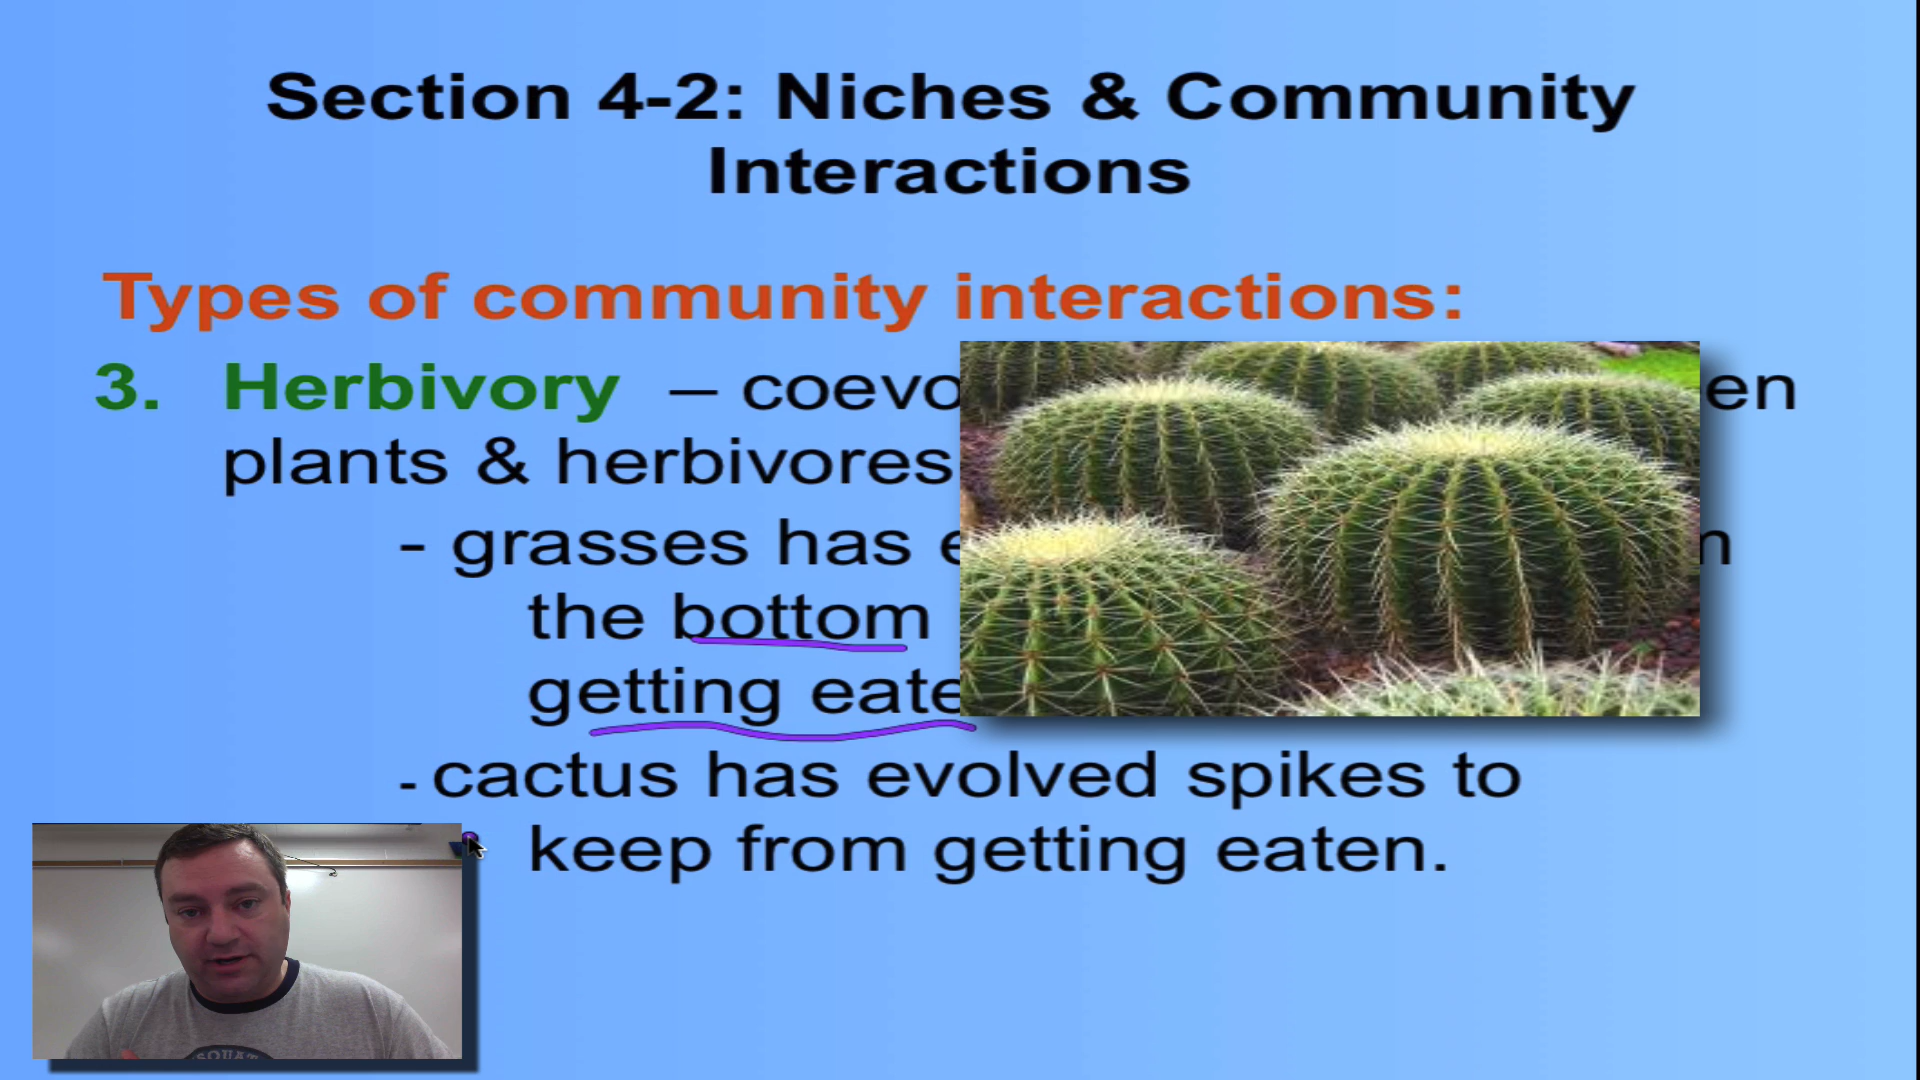 Section 4-2: Niches & Community
Interactions
Types of community interactions:
3. Herbivory – coevo en
plants & herbivores
- grasses has e
the bottom
getting eate
- cactus has evolved spikes to
keep from getting eaten.
SQUAT